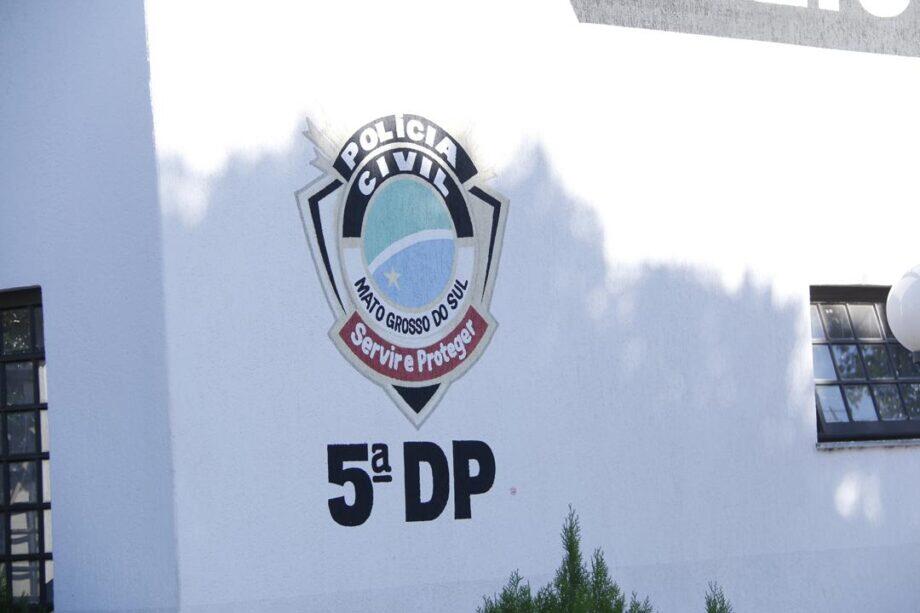 POLÍCIA
CIVIL
MATO GROSSO DO SUL
Servir e Proteger
5ª DP